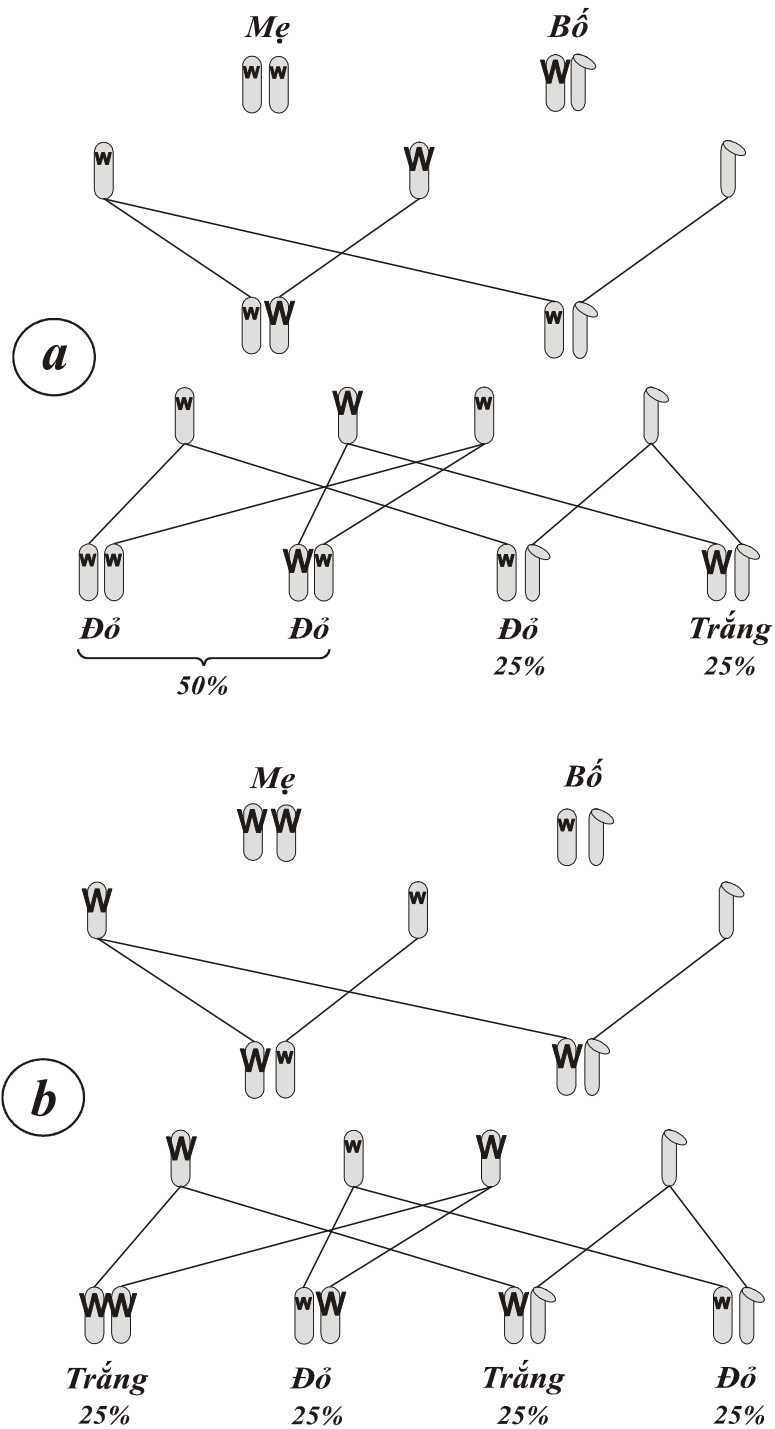 Mẹ Bố
w w W
w W
w W w
a
w W w
w w W w w W
Đỏ Đỏ Đỏ Trắng
25% 25%
50%
Mẹ Bố
W W w
W w
W w W
b
W w W
W W w W W w
Trắng Đỏ Trắng Đỏ
25% 25% 25% 25%